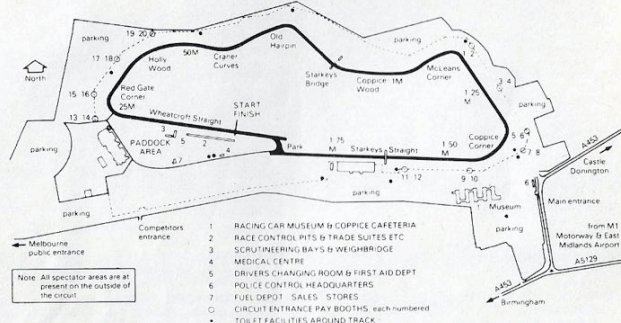 parking
19 20
Holly
Wood
50M
Craner
Curves
Old
Hairpin
parking
1 2
17 18
North
Starkeys
Bridge
Coppice
Wood
1M
McLeans
Corner
3 4
parking
15 16
Red Gate
Corner
25M
Wheatcroft Straight
START
FINISH
1 25
M
13 14
3
5
2
4
7
PADDOCK
AREA
Park
1 75
M
Starkeys Straight
1 50
M
Coppice
Corner
5 6
7 8
parking
parking
A453
Castle
Donington
11 12
9 10
parking
6
Main entrance
1 Museum
parking
parking
Competitors
entrance
Melbourne
public entrance
from M1
Motorway & East
Midlands Airport
A5129
A453
Birmingham
Note: All spectator areas are at
present on the outside of
the circuit
1 RACING CAR MUSEUM & COPPICE CAFETERIA
2 RACE CONTROL PITS & TRADE SUITES ETC
3 SCRUTINEERING BAYS & WEIGHBRIDGE
4 MEDICAL CENTRE
5 DRIVERS CHANGING ROOM & FIRST AID DEPT
6 POLICE CONTROL HEADQUARTERS
7 FUEL DEPOT SALES STORES
CIRCUIT ENTRANCE PAY BOOTHS each numbered
TOILET FACILITIES AROUND TRACK